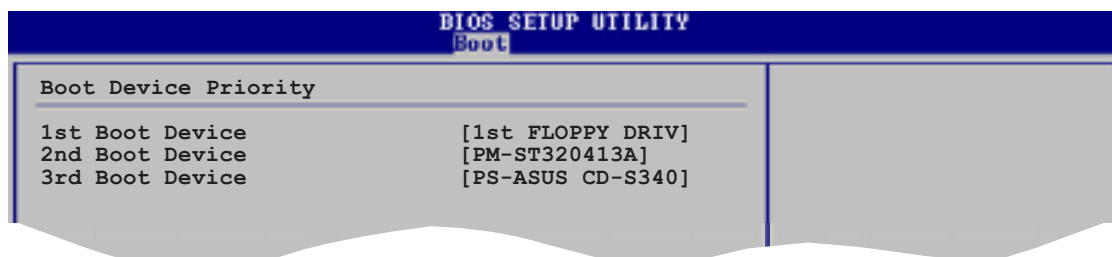 BIOS SETUP UTILITY
Boot
Boot Device Priority
1st Boot Device [1st FLOPPY DRIV]
2nd Boot Device [PM-ST320413A]
3rd Boot Device [PS-ASUS CD-S340]